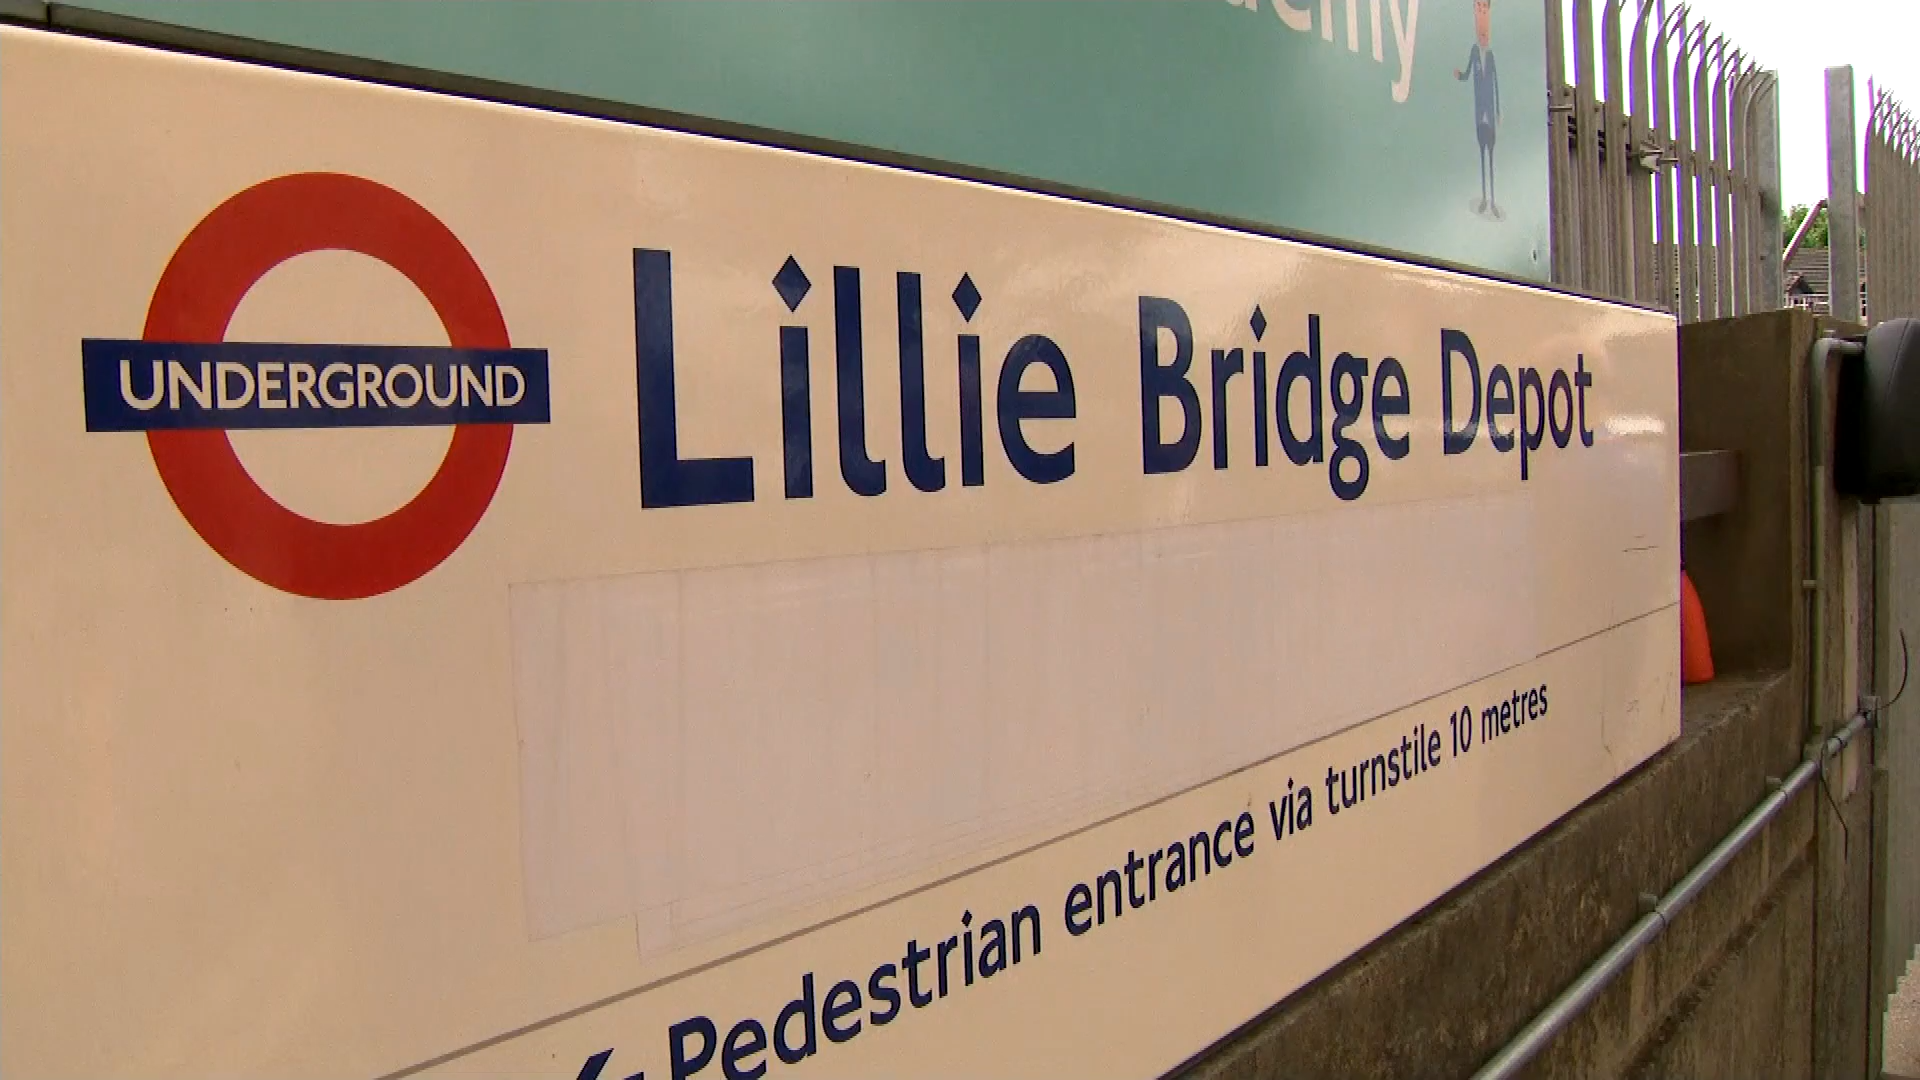 UNDERGROUND
Lillie Bridge Depot
Pedestrian entrance via turnstile 10 metres